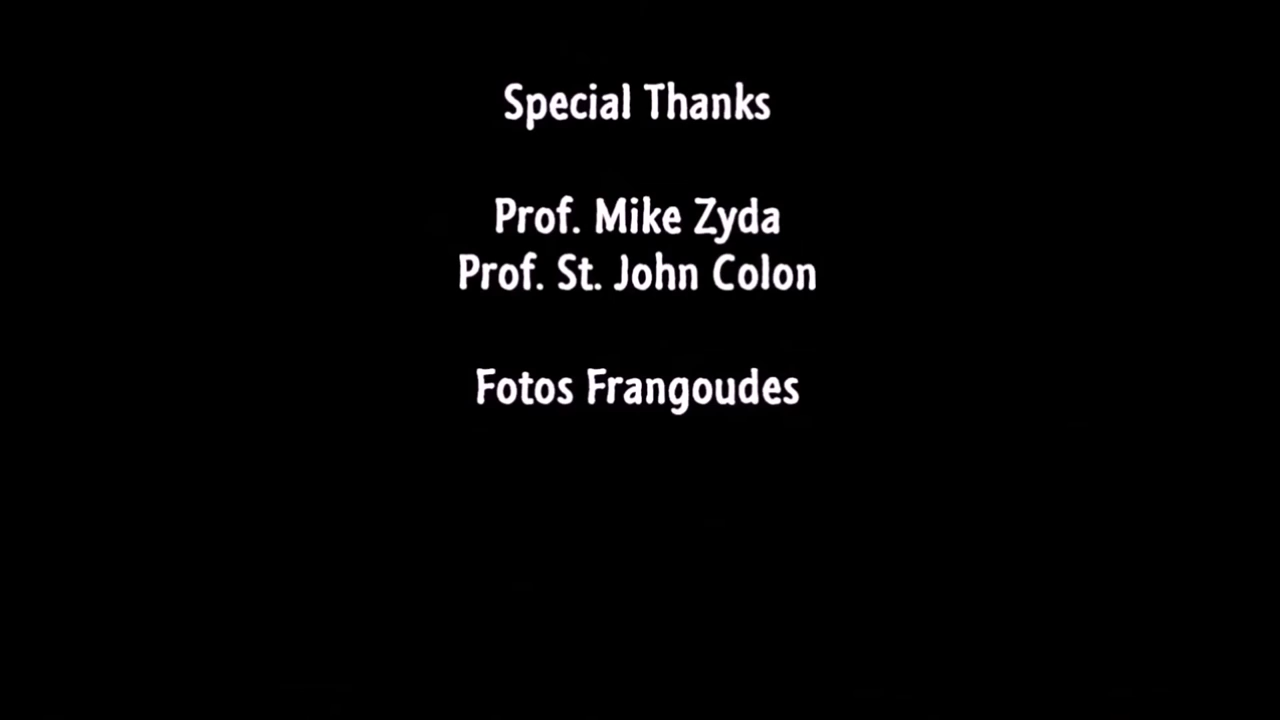 Special Thanks
Prof. Mike Zyda
Prof. St. John Colon
Fotos Frangoudes